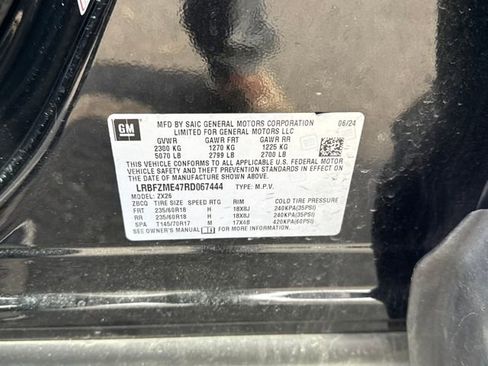 GM
MFD BY SAIC GENERAL MOTORS CORPORATION 06/24
LIMITED FOR GENERAL MOTORS LLC
GVWR GAWR FRT GAWR RR
2300 KG 1270 KG 1225 KG
5070 LB 2799 LB 2700 LB
THIS VEHICLE CONFORMS TO ALL APPLICABLE U.S. FEDERAL MOTOR
VEHICLE SAFETY AND THEFT PREVENTION STANDARDS IN EFFECT ON
THE DATE OF MANUFACTURE SHOWN ABOVE.
LRBFZME47RD067444 TYPE: M.P.V.
MODEL: ZX26
ZBCQ TIRE SIZE SPEED RTG RIM COLD TIRE PRESSURE
FRT 235/60R18 H 18X8J 240KPA(35PSI)
RR 235/60R18 H 18X8J 240KPA(35PSI)
SPA T145/70R17 M 17X4B 420KPA(60PSI)
SEE OWNER'S MANUAL FOR MORE INFORMATION.